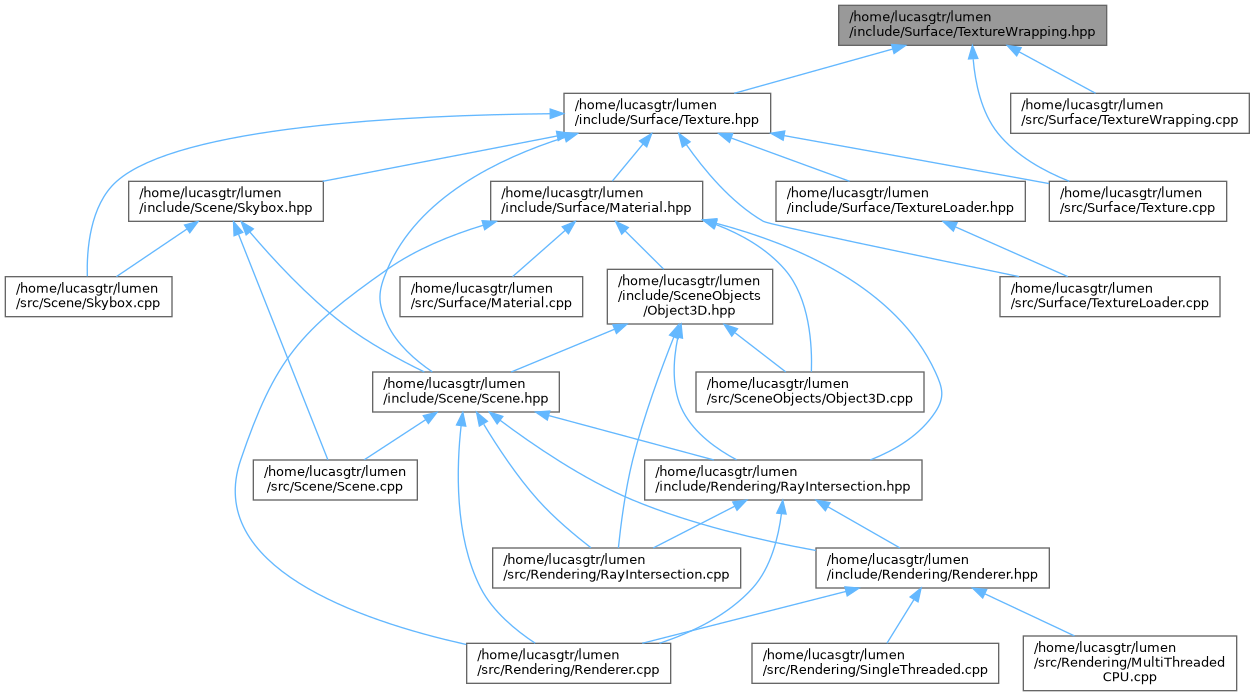 /home/lucasgtr/lumen
/include/Surface/TextureWrapping.hpp
/home/lucasgtr/lumen
/include/Surface/Texture.hpp
/home/lucasgtr/lumen
/src/Surface/TextureWrapping.cpp
/home/lucasgtr/lumen
/include/Scene/Skybox.hpp
/home/lucasgtr/lumen
/include/Surface/Material.hpp
/home/lucasgtr/lumen
/include/Surface/TextureLoader.hpp
/home/lucasgtr/lumen
/src/Surface/Texture.cpp
/home/lucasgtr/lumen
/src/Scene/Skybox.cpp
/home/lucasgtr/lumen
/src/Surface/Material.cpp
/home/lucasgtr/lumen
/include/SceneObjects
/Object3D.hpp
/home/lucasgtr/lumen
/src/Surface/TextureLoader.cpp
/home/lucasgtr/lumen
/include/Scene/Scene.hpp
/home/lucasgtr/lumen
/src/SceneObjects/Object3D.cpp
/home/lucasgtr/lumen
/src/Scene/Scene.cpp
/home/lucasgtr/lumen
/include/Rendering/RayIntersection.hpp
/home/lucasgtr/lumen
/src/Rendering/RayIntersection.cpp
/home/lucasgtr/lumen
/include/Rendering/Renderer.hpp
/home/lucasgtr/lumen
/src/Rendering/Renderer.cpp
/home/lucasgtr/lumen
/src/Rendering/SingleThreaded.cpp
/home/lucasgtr/lumen
/src/Rendering/MultiThreaded
CPU.cpp